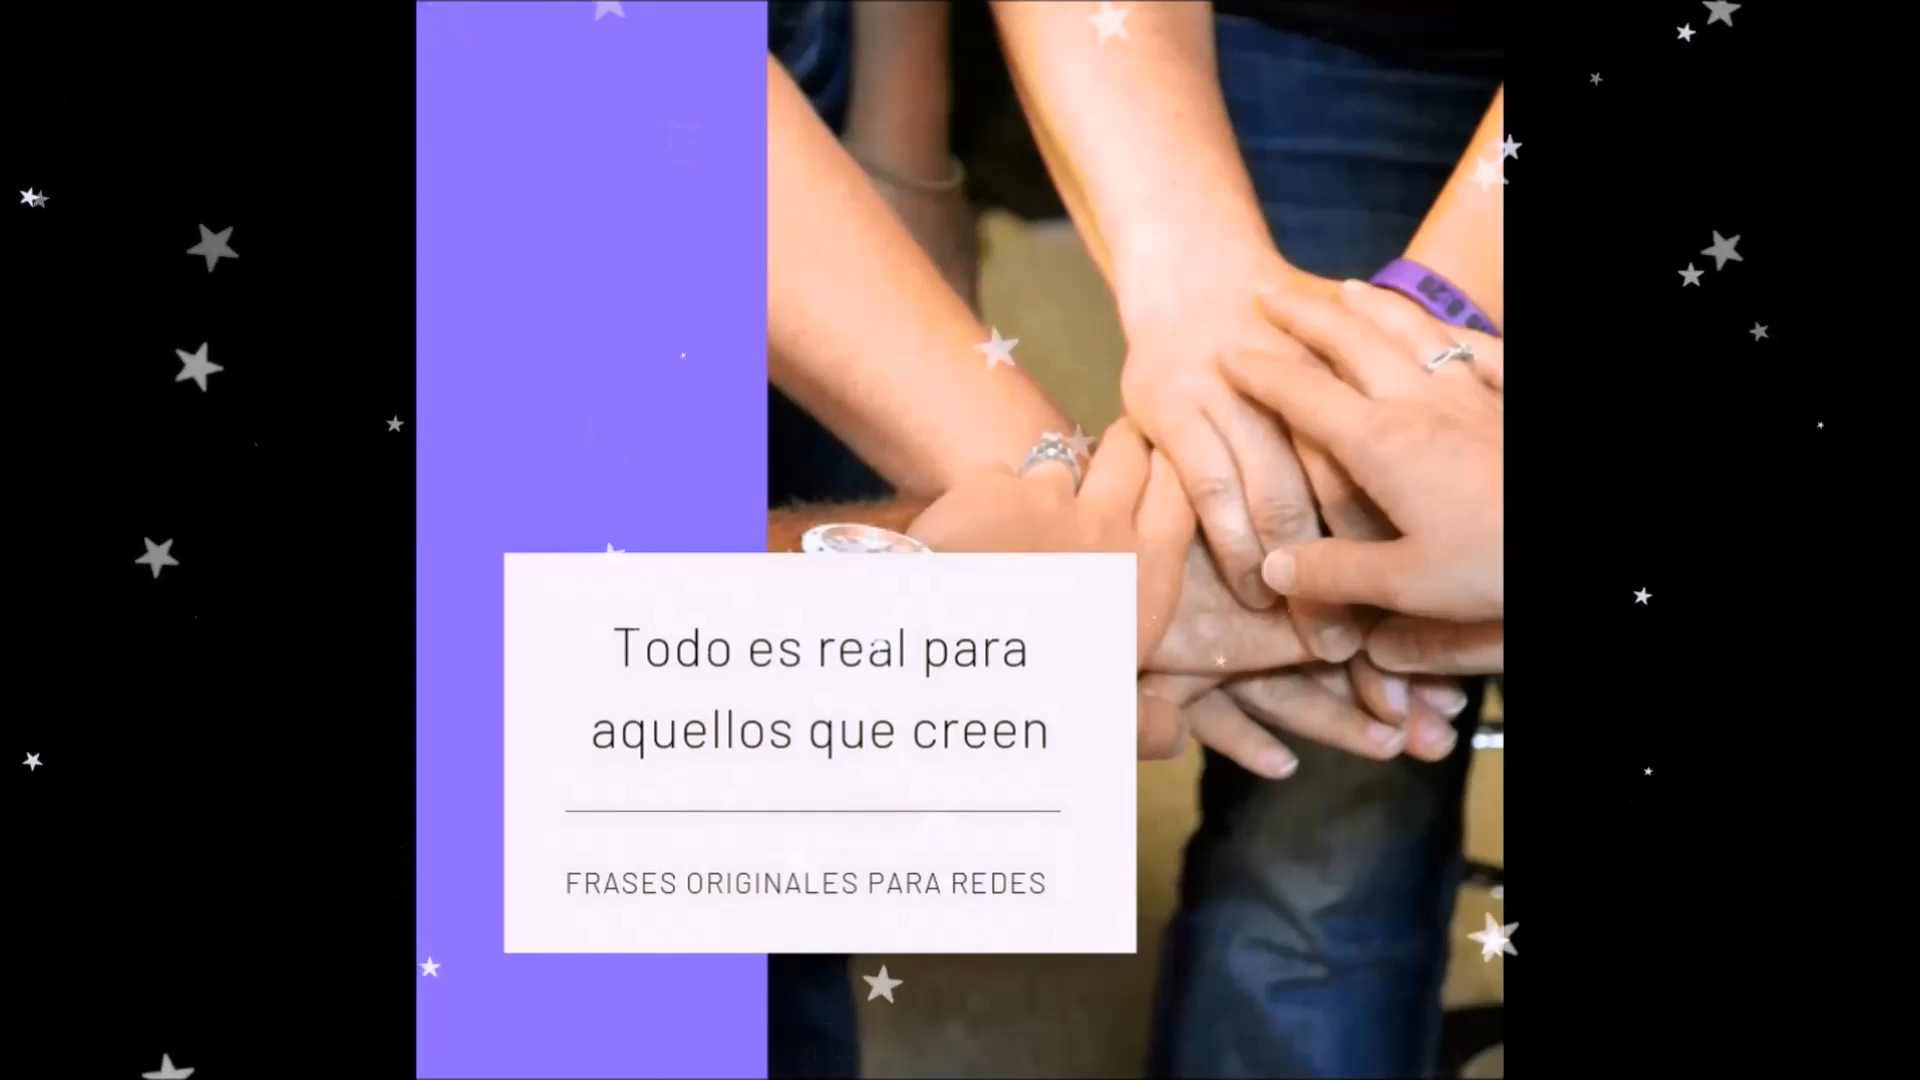 Todo es real para
aquellos que creen
FRASES ORIGINALES PARA REDES